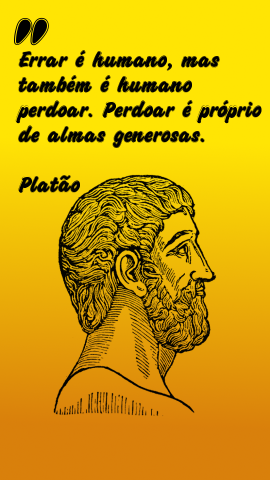 "
Errar é humano, mas
também é humano
perdoar. Perdoar é próprio
de almas generosas.
Platão